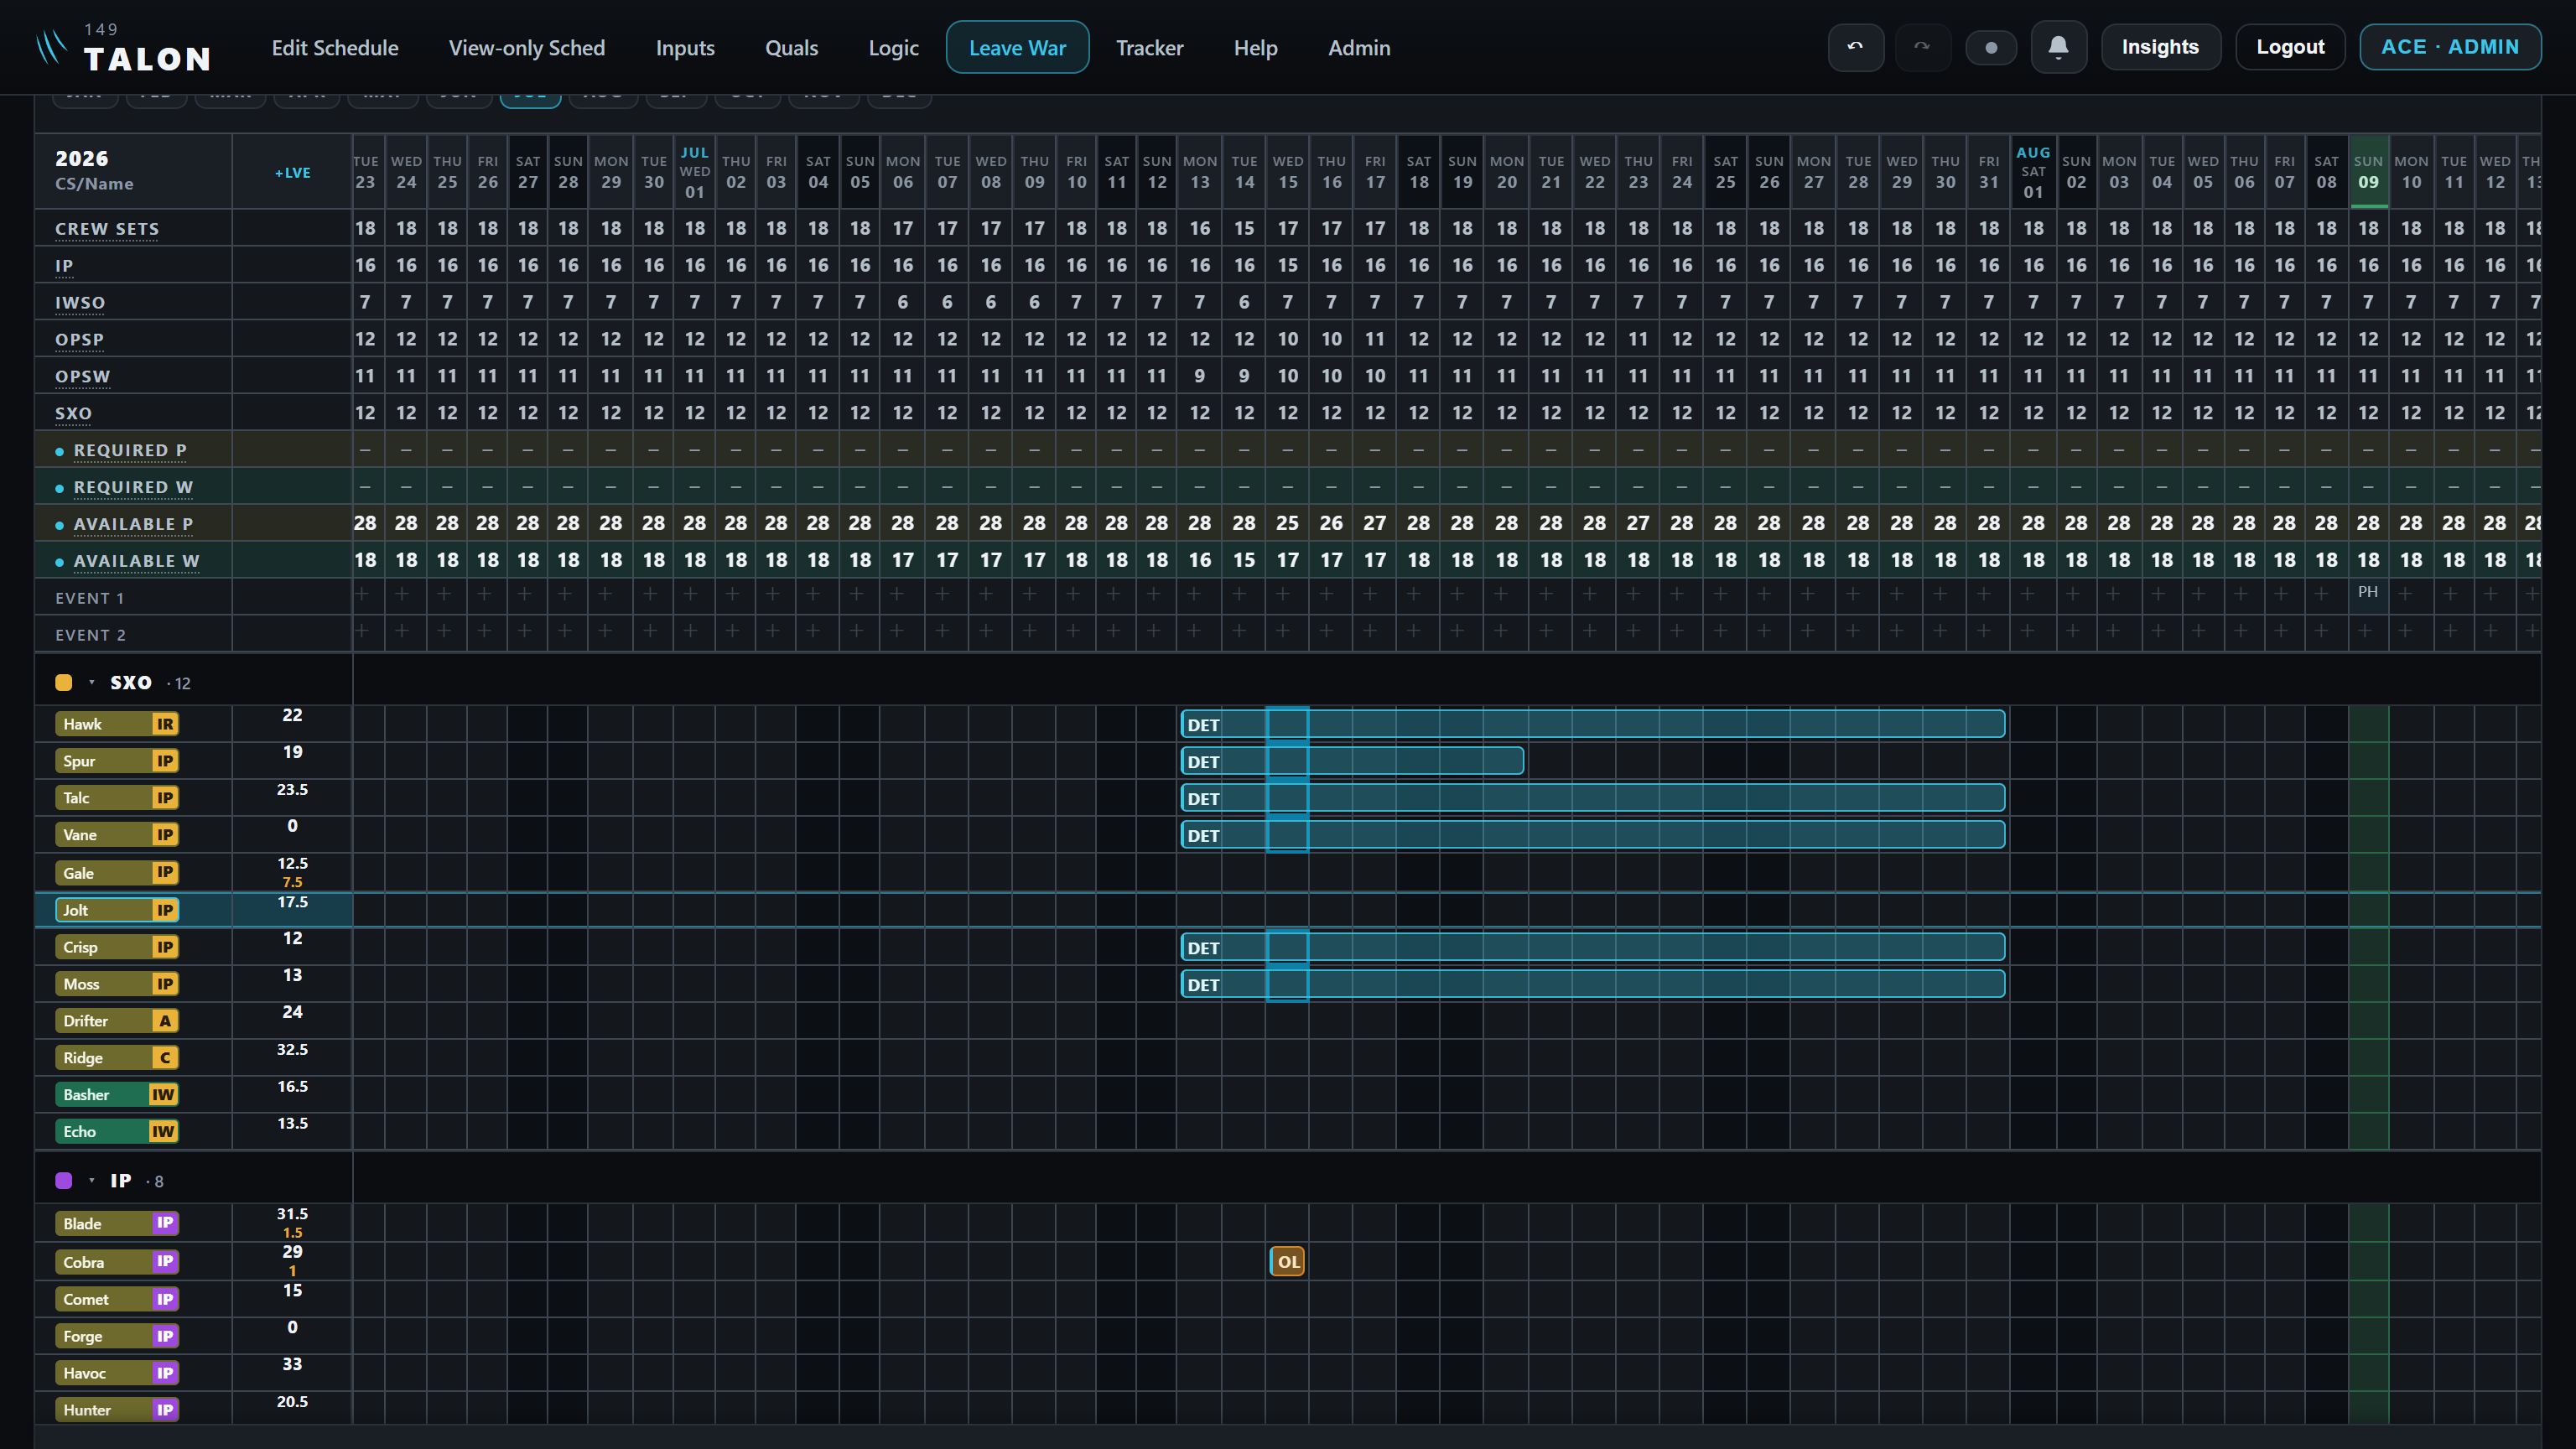 149
TALON
Edit Schedule View-only Sched Inputs Quals Logic Leave War Tracker Help Admin
Insights Logout ACE · ADMIN
2026
CS/Name
+LVE
TUE 23 WED 24 THU 25 FRI 26 SAT 27 SUN 28 MON 29 TUE 30 JUL WED 01 THU 02 FRI 03 SAT 04 SUN 05 MON 06 TUE 07 WED 08 THU 09 FRI 10 SAT 11 SUN 12 MON 13 TUE 14 WED 15 THU 16 FRI 17 SAT 18 SUN 19 MON 20 TUE 21 WED 22 THU 23 FRI 24 SAT 25 SUN 26 MON 27 TUE 28 WED 29 THU 30 FRI 31 AUG SAT 01 SUN 02 MON 03 TUE 04 WED 05 THU 06 FRI 07 SAT 08 SUN 09 MON 10 TUE 11 WED 12
CREW SETS 18 18 18 18 18 18 18 18 18 18 18 18 18 17 17 17 17 18 18 18 16 15 17 17 17 18 18 18 18 18 18 18 18 18 18 18 18 18 18 18 18 18 18 18 18 18 18 18 18 18 18
IP 16 16 16 16 16 16 16 16 16 16 16 16 16 16 16 16 16 16 16 16 16 16 15 16 16 16 16 16 16 16 16 16 16 16 16 16 16 16 16 16 16 16 16 16 16 16 16 16 16 16 16
IWSO 7 7 7 7 7 7 7 7 7 7 7 7 7 6 6 6 6 7 7 7 7 6 7 7 7 7 7 7 7 7 7 7 7 7 7 7 7 7 7 7 7 7 7 7 7 7 7 7 7 7 7
OPSP 12 12 12 12 12 12 12 12 12 12 12 12 12 12 12 12 12 12 12 12 12 12 10 10 11 12 12 12 12 12 11 12 12 12 12 12 12 12 12 12 12 12 12 12 12 12 12 12 12 12 12
OPSW 11 11 11 11 11 11 11 11 11 11 11 11 11 11 11 11 11 11 11 11 9 9 10 10 10 11 11 11 11 11 11 11 11 11 11 11 11 11 11 11 11 11 11 11 11 11 11 11 11 11 11
SXO 12 12 12 12 12 12 12 12 12 12 12 12 12 12 12 12 12 12 12 12 12 12 12 12 12 12 12 12 12 12 12 12 12 12 12 12 12 12 12 12 12 12 12 12 12 12 12 12 12 12 12
REQUIRED P – – – – – – – – – – – – – – – – – – – – – – – – – – – – – – – – – – – – – – – – – – – – – – – – – – –
REQUIRED W – – – – – – – – – – – – – – – – – – – – – – – – – – – – – – – – – – – – – – – – – – – – – – – – – – –
AVAILABLE P 28 28 28 28 28 28 28 28 28 28 28 28 28 28 28 28 28 28 28 28 28 28 25 26 27 28 28 28 28 28 27 28 28 28 28 28 28 28 28 28 28 28 28 28 28 28 28 28 28 28 28
AVAILABLE W 18 18 18 18 18 18 18 18 18 18 18 18 18 17 17 17 17 18 18 18 16 15 17 17 17 18 18 18 18 18 18 18 18 18 18 18 18 18 18 18 18 18 18 18 18 18 18 18 18 18 18
EVENT 1 PH
EVENT 2
SXO · 12
Hawk IR 22 DET
Spur IP 19 DET
Talc IP 23.5 DET
Vane IP 0 DET
Gale IP 12.5
7.5
Jolt IP 17.5
Crisp IP 12 DET
Moss IP 13 DET
Drifter A 24
Ridge C 32.5
Basher IW 16.5
Echo IW 13.5
IP · 8
Blade IP 31.5
1.5
Cobra IP 29 OL
1
Comet IP 15
Forge IP 0
Havoc IP 33
Hunter IP 20.5